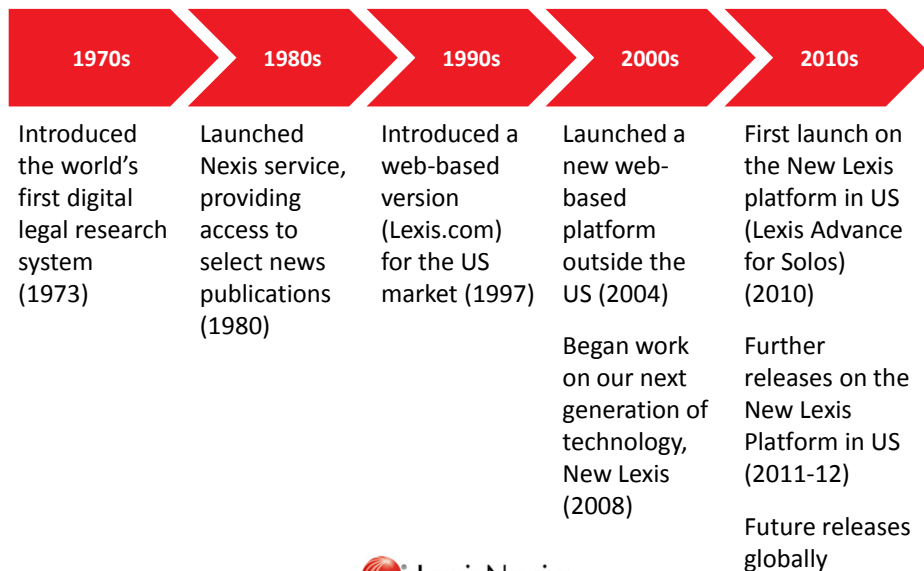 1970s
1980s
1990s
2000s
2010s
Introduced
the world's
first digital
legal research
system
(1973)
Launched
Nexis service,
providing
access to
select news
publications
(1980)
Introduced a
web-based
version
(Lexis.com)
for the US
market (1997)
Launched a
new web-
based
platform
outside the
US (2004)
Began work
on our next
generation of
technology,
New Lexis
(2008)
First launch on
the New Lexis
platform in US
(Lexis Advance
for Solos)
(2010)
Further
releases on the
New Lexis
Platform in US
(2011-12)
Future releases
globally